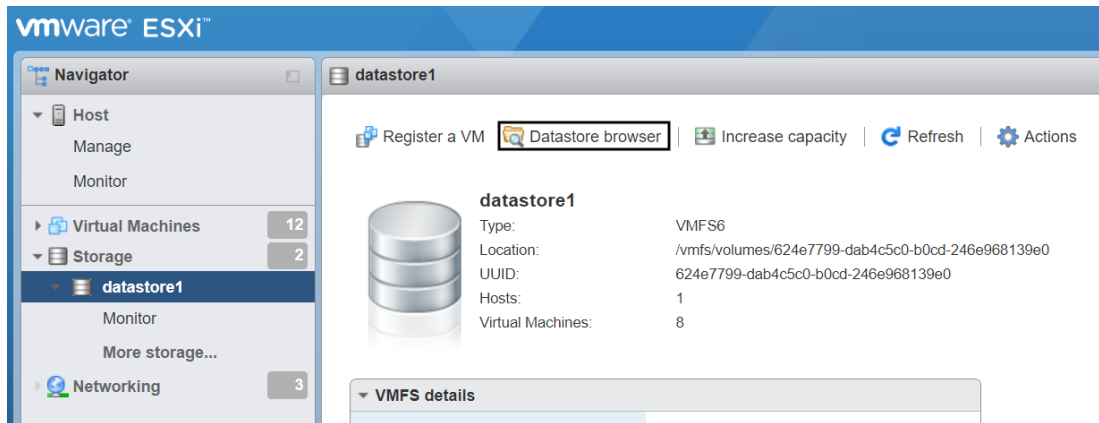 vmware® ESXi™
Navigator
Host
Manage
Monitor
Virtual Machines 12
Storage 2
datastore1
Monitor
More storage...
Networking 3
datastore1
Register a VM Datastore browser Increase capacity Refresh Actions
datastore1
Type: VMFS6
Location: /vmfs/volumes/624e7799-dab4c5c0-b0cd-246e968139e0
UUID: 624e7799-dab4c5c0-b0cd-246e968139e0
Hosts: 1
Virtual Machines: 8
VMFS details